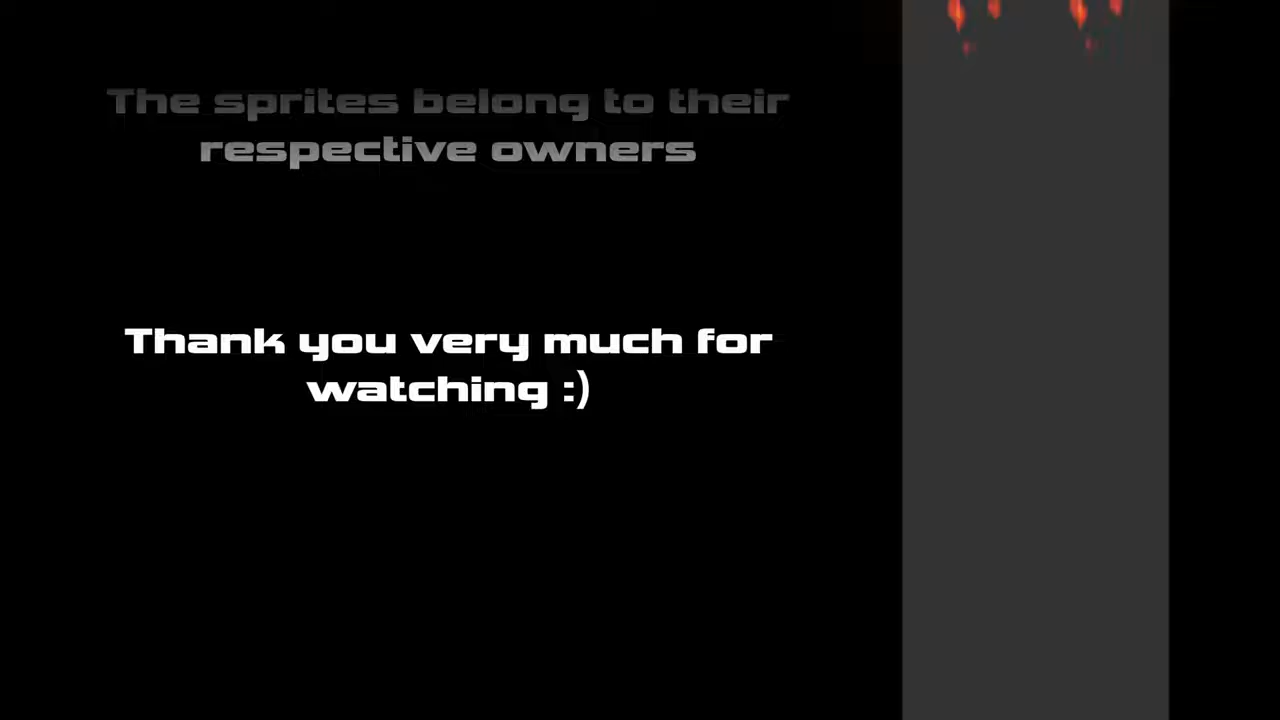 The sprites belong to their
respective owners
Thank you very much for
watching :)